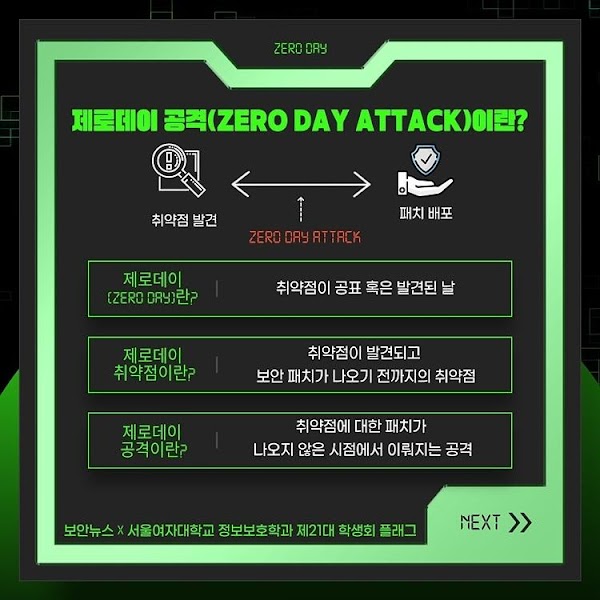 ZERO DAY
제로데이 공격(ZERO DAY ATTACK)이란?
취약점 발견
패치 배포
ZERO DAY ATTACK
제로데이
(ZERO DAY)란?
취약점이 공표 혹은 발견된 날
제로데이
취약점이란?
취약점이 발견되고
보안 패치가 나오기 전까지의 취약점
제로데이
공격이란?
취약점에 대한 패치가
나오지 않은 시점에서 이뤄지는 공격
보안뉴스 X 서울여자대학교 정보보호학과 제21대 학생회 플래그
NEXT